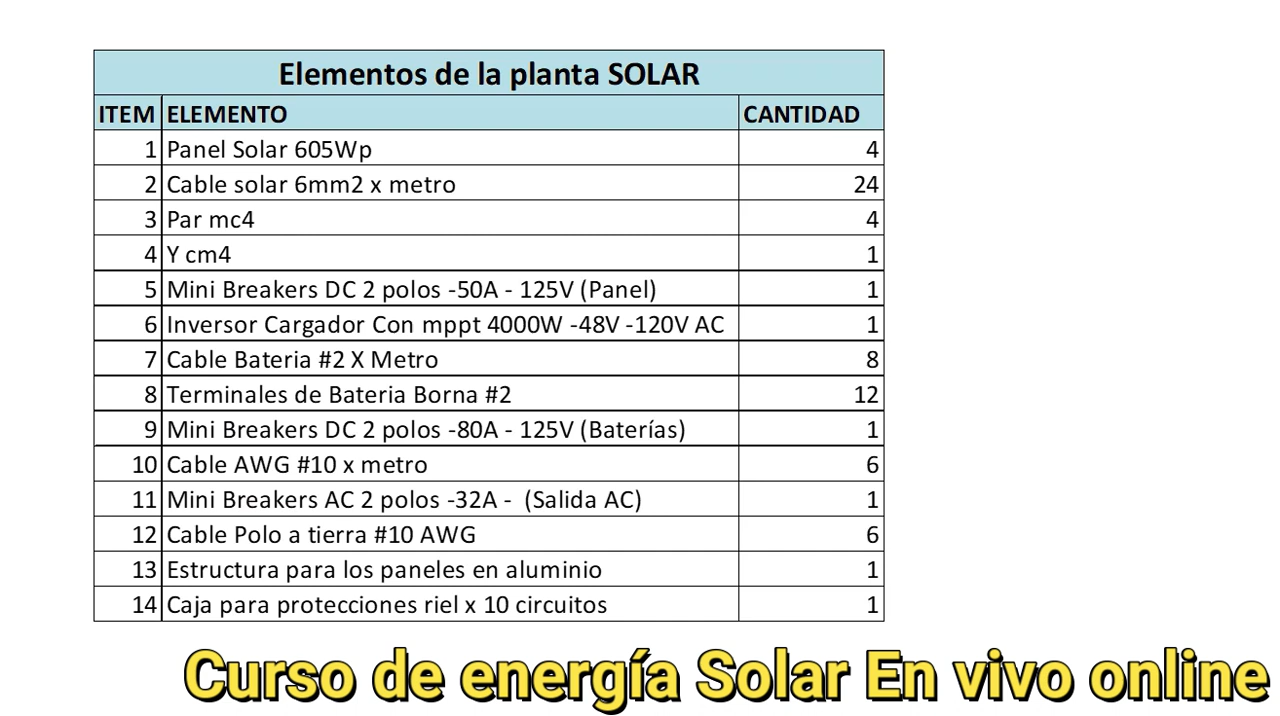 Elementos de la planta SOLAR
ITEM ELEMENTO CANTIDAD
1 Panel Solar 605Wp 4
2 Cable solar 6mm2 x metro 24
3 Par mc4 4
4 Y cm4 1
5 Mini Breakers DC 2 polos -50A - 125V (Panel) 1
6 Inversor Cargador Con mppt 4000W -48V -120V AC 1
7 Cable Bateria #2 X Metro 8
8 Terminales de Bateria Borna #2 12
9 Mini Breakers DC 2 polos -80A - 125V (Baterías) 1
10 Cable AWG #10 x metro 6
11 Mini Breakers AC 2 polos -32A - (Salida AC) 1
12 Cable Polo a tierra #10 AWG 6
13 Estructura para los paneles en aluminio 1
14 Caja para protecciones riel x 10 circuitos 1
Curso de energía Solar En vivo online